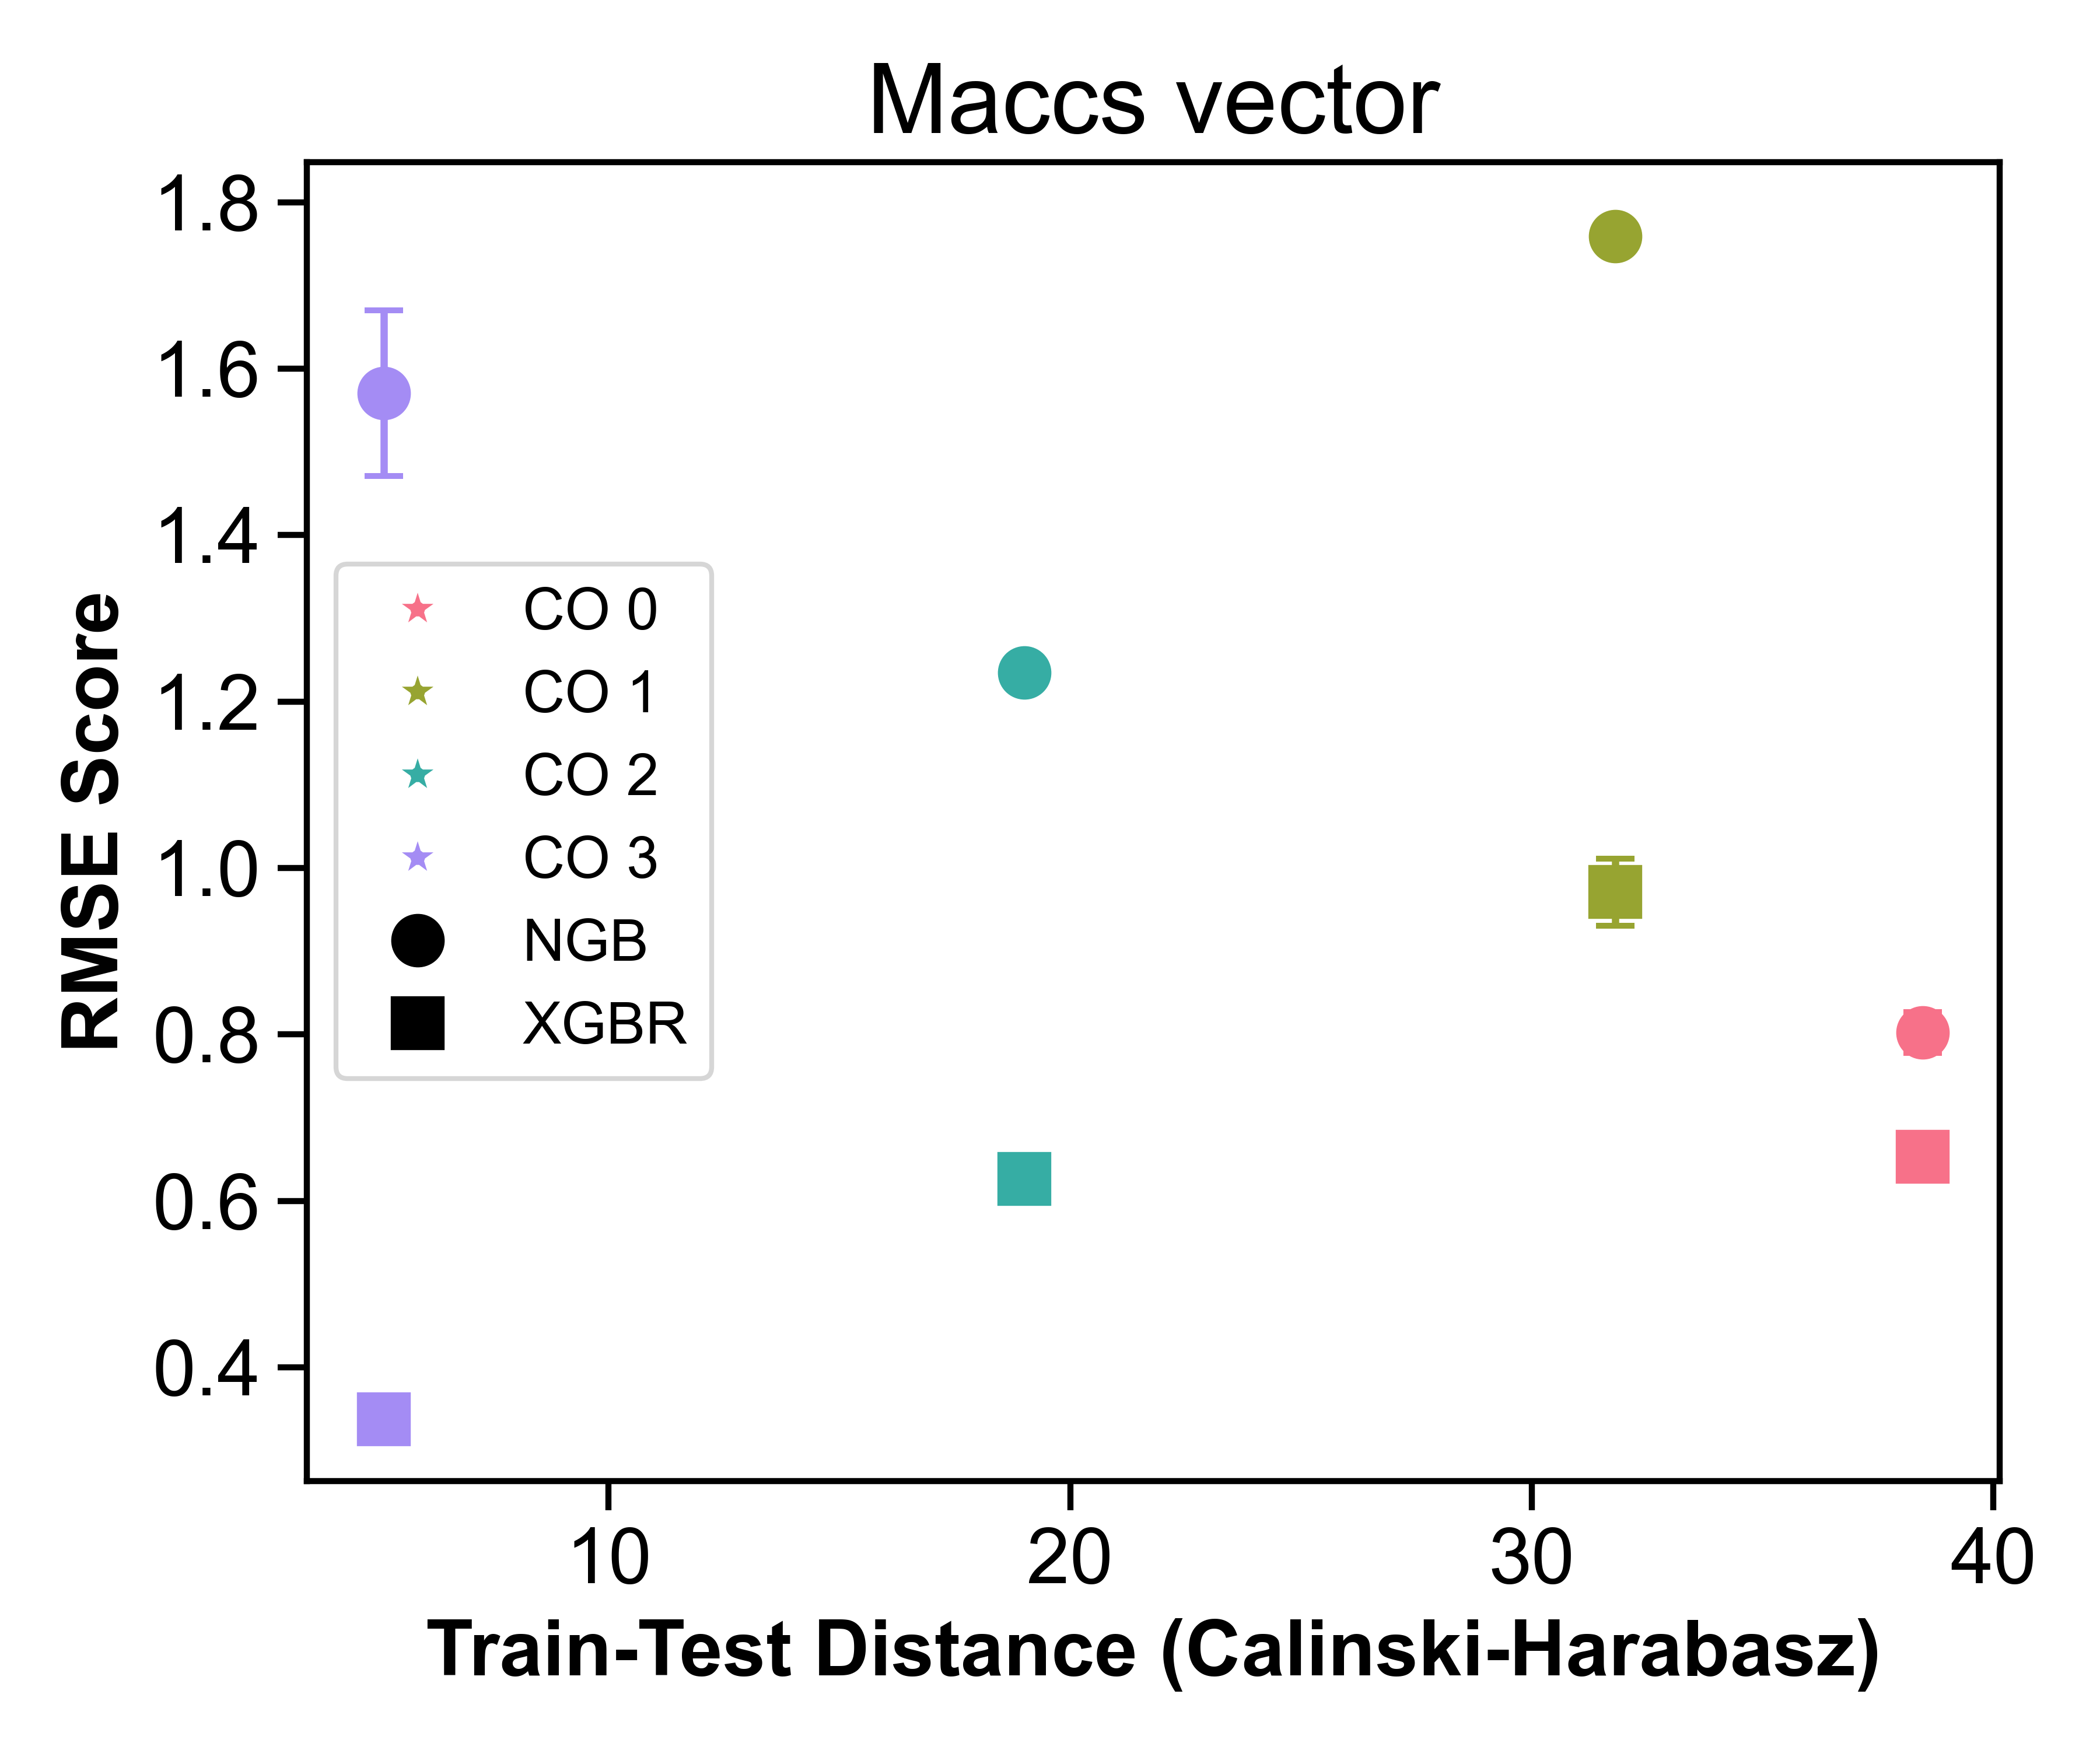 Maccs vector
RMSE Score
1.8
1.6
1.4
1.2
1.0
0.8
0.6
0.4
CO 0
CO 1
CO 2
CO 3
NGB
XGBR
10 20 30 40
Train-Test Distance (Calinski-Harabasz)